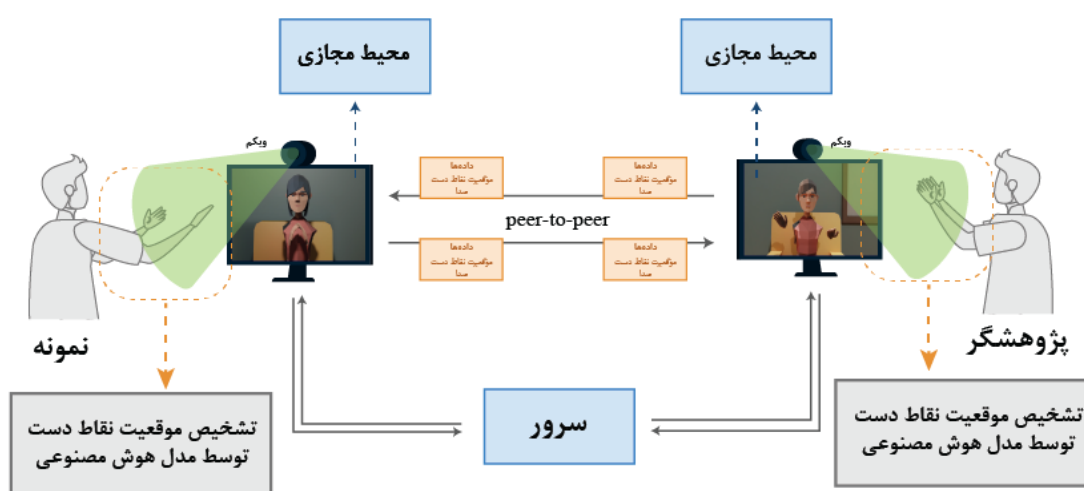 محیط مجازی
محیط مجازی
وبکم
وبکم
داده‌ها
موقعیت نقاط دست
صدا
داده‌ها
موقعیت نقاط دست
صدا
peer-to-peer
داده‌ها
موقعیت نقاط دست
صدا
داده‌ها
موقعیت نقاط دست
صدا
پژوهشگر
نمونه
سرور
تشخیص موقعیت نقاط دست
توسط مدل هوش مصنوعی
تشخیص موقعیت نقاط دست
توسط مدل هوش مصنوعی